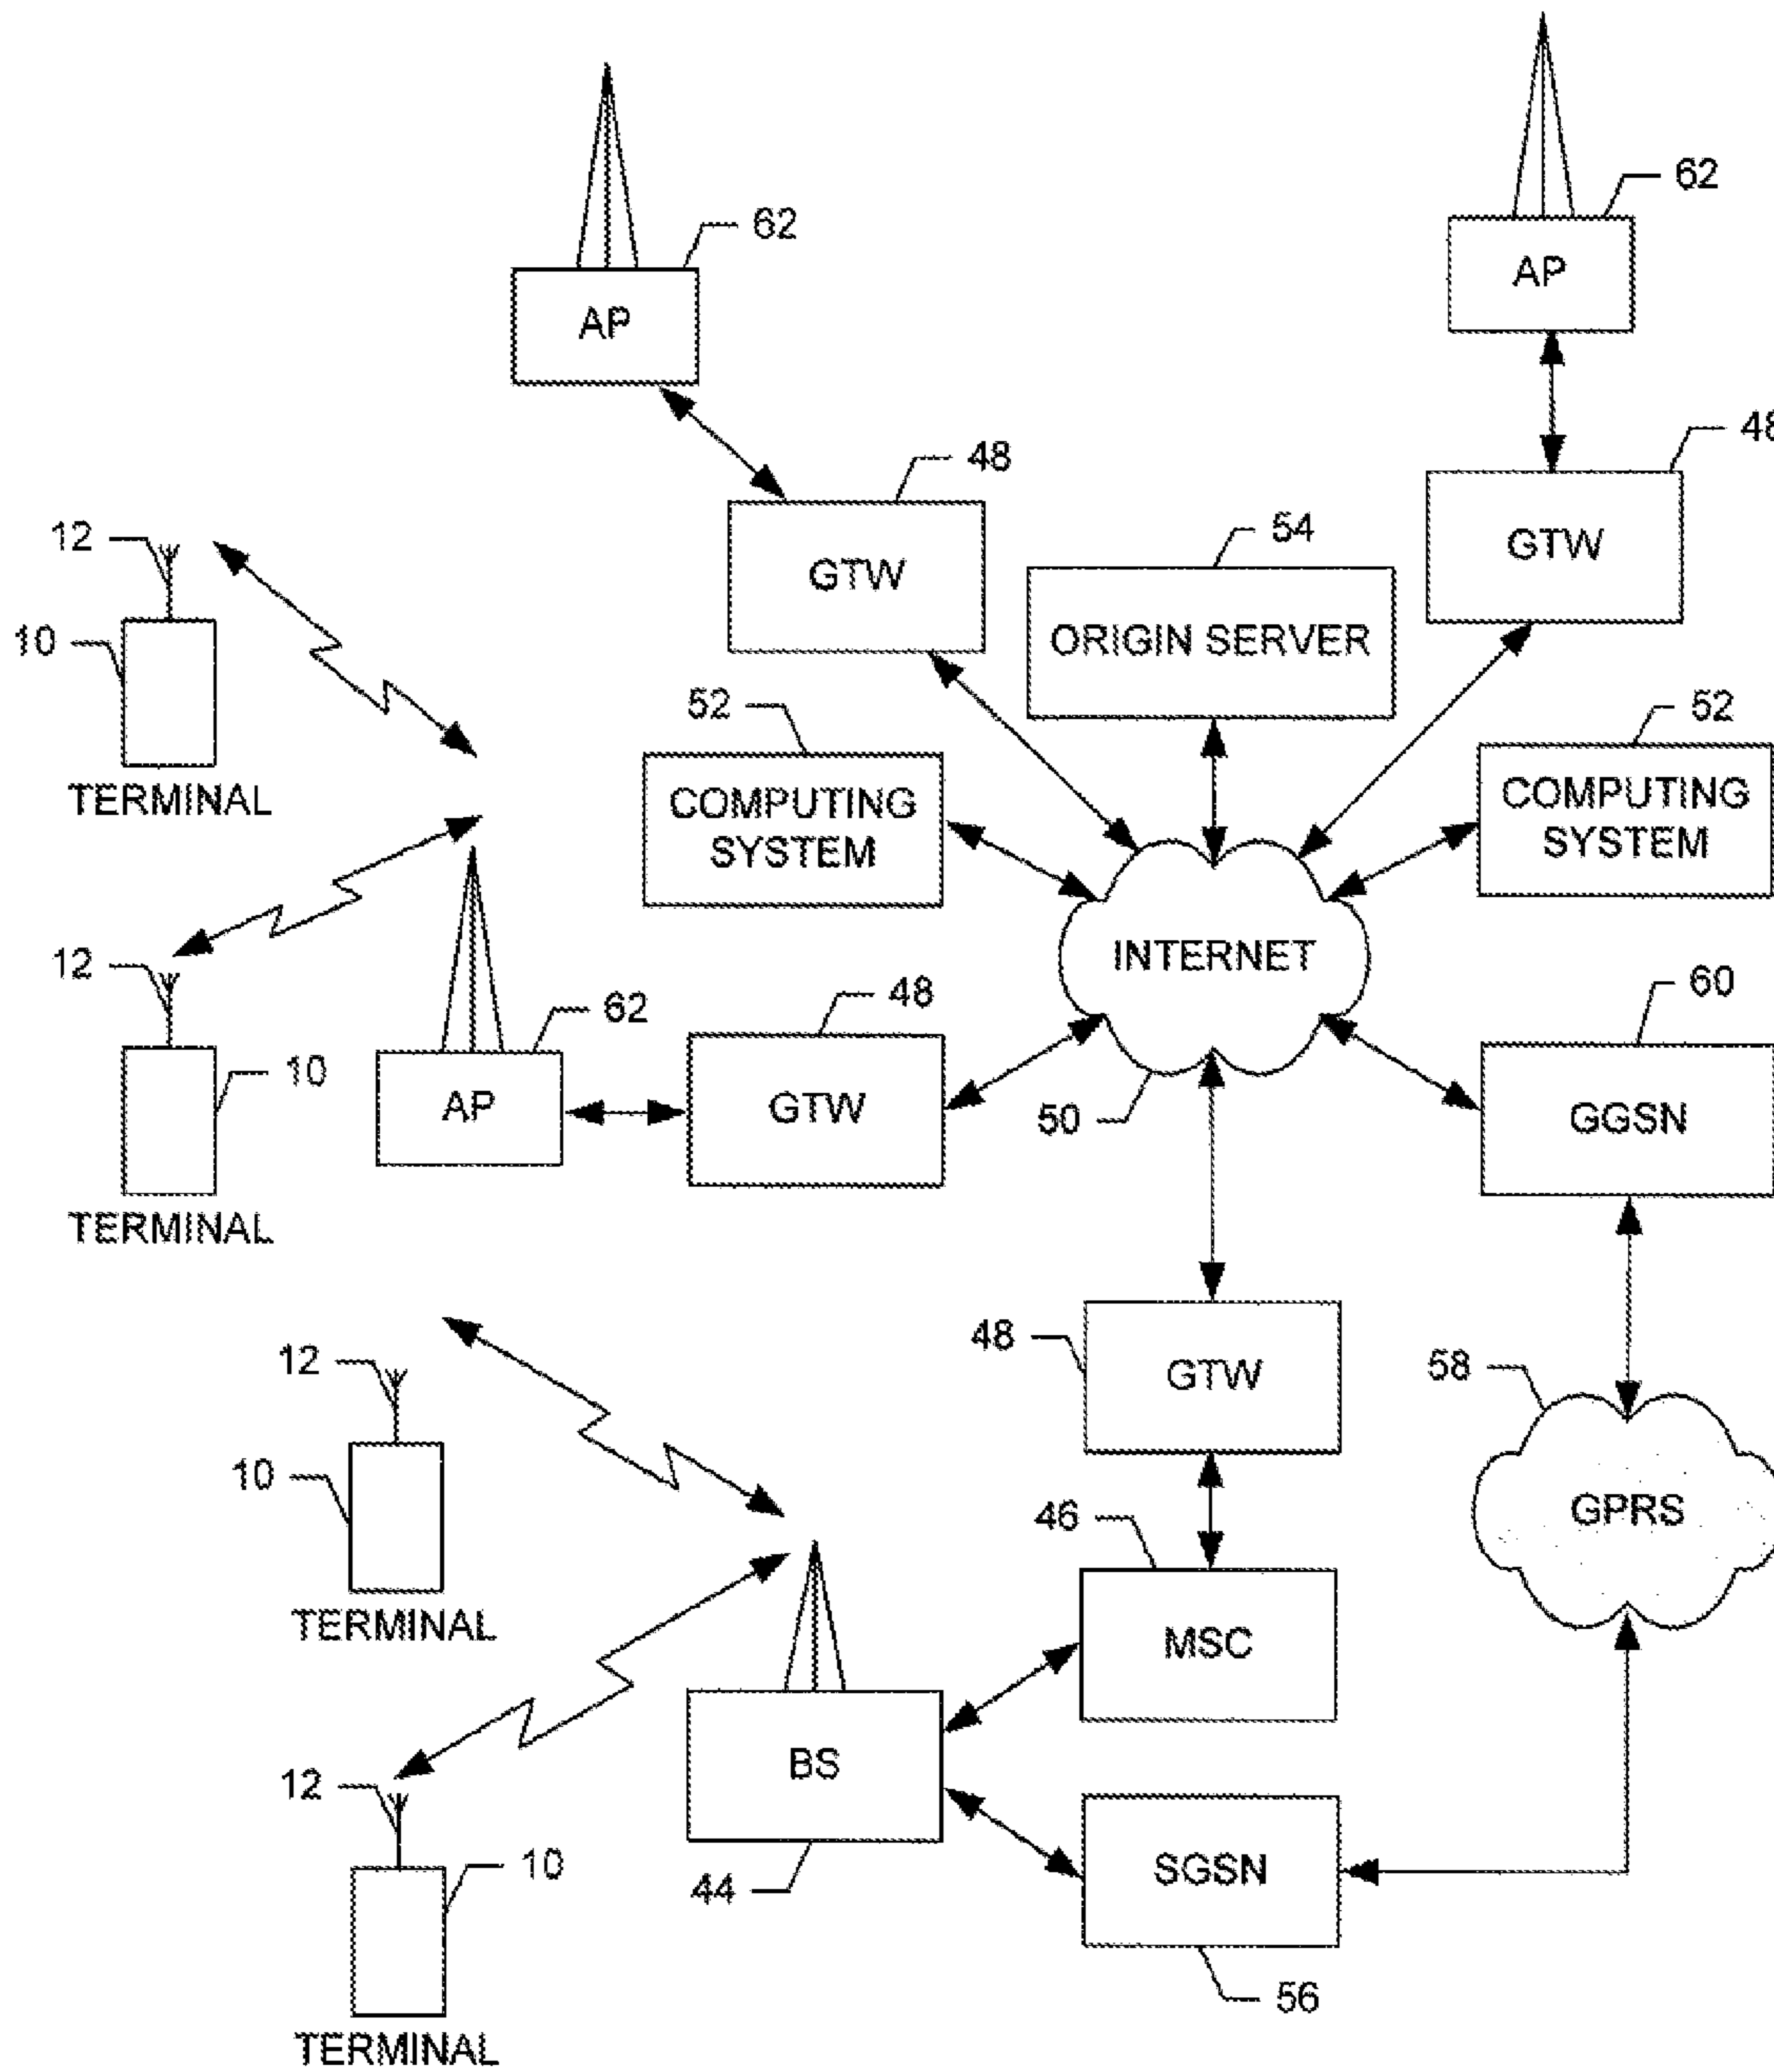 62
AP
62
AP
48
GTW
48
GTW
54
ORIGIN SERVER
12
10
TERMINAL
52
COMPUTING
SYSTEM
52
COMPUTING
SYSTEM
INTERNET
50
12
10
TERMINAL
62
AP
48
GTW
60
GGSN
48
GTW
58
GPRS
12
10
TERMINAL
46
MSC
BS
44
12
10
TERMINAL
SGSN
56